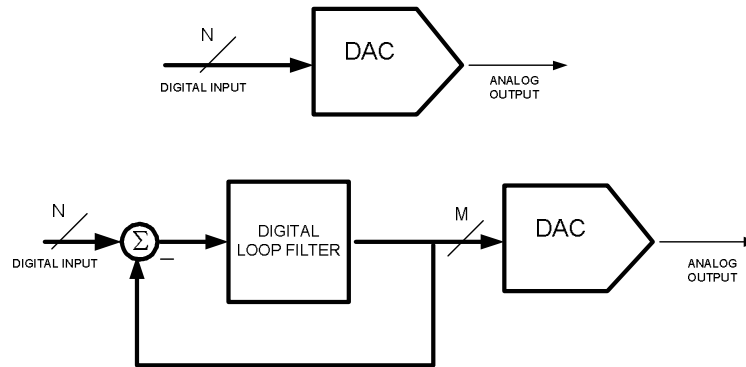 N
DAC
DIGITAL INPUT
ANALOG
OUTPUT
N
Σ
–
DIGITAL INPUT
DIGITAL
LOOP FILTER
M
DAC
ANALOG
OUTPUT